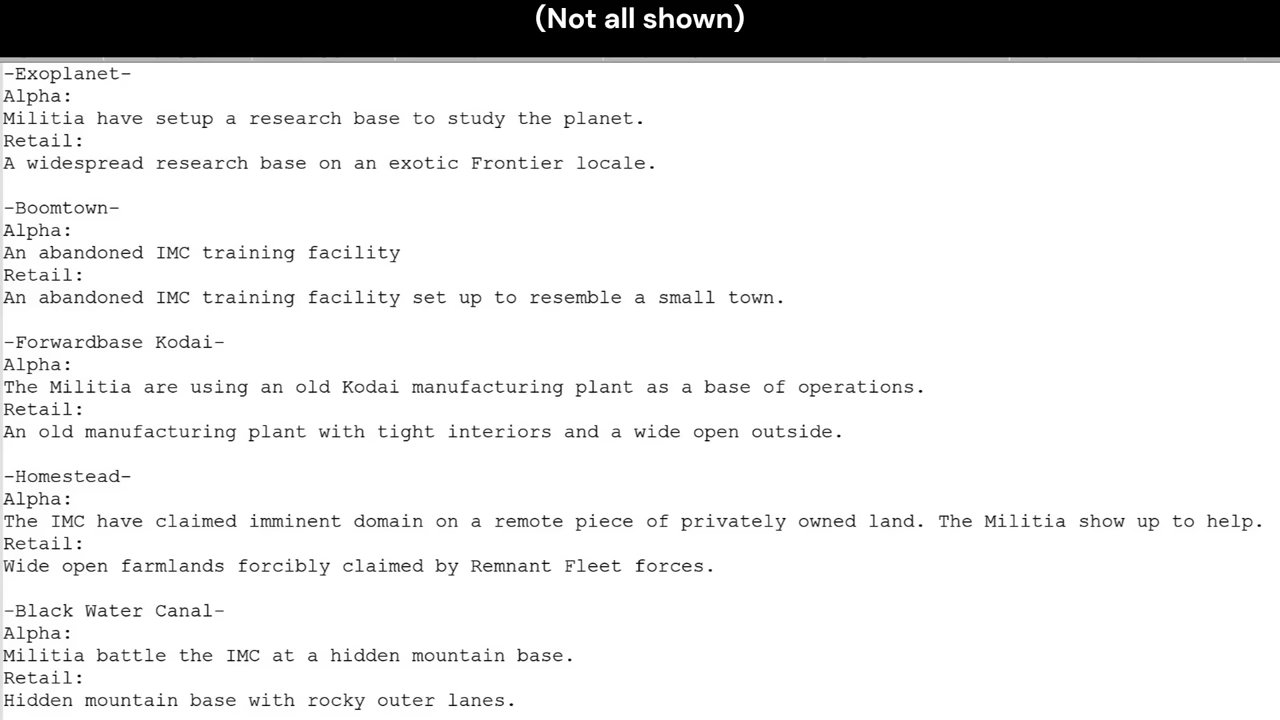 (Not all shown)
-Exoplanet-
Alpha:
Militia have setup a research base to study the planet.
Retail:
A widespread research base on an exotic Frontier locale.
-Boomtown-
Alpha:
An abandoned IMC training facility
Retail:
An abandoned IMC training facility set up to resemble a small town.
-Forwardbase Kodai-
Alpha:
The Militia are using an old Kodai manufacturing plant as a base of operations.
Retail:
An old manufacturing plant with tight interiors and a wide open outside.
-Homestead-
Alpha:
The IMC have claimed imminent domain on a remote piece of privately owned land. The Militia show up to help.
Retail:
Wide open farmlands forcibly claimed by Remnant Fleet forces.
-Black Water Canal-
Alpha:
Militia battle the IMC at a hidden mountain base.
Retail:
Hidden mountain base with rocky outer lanes.